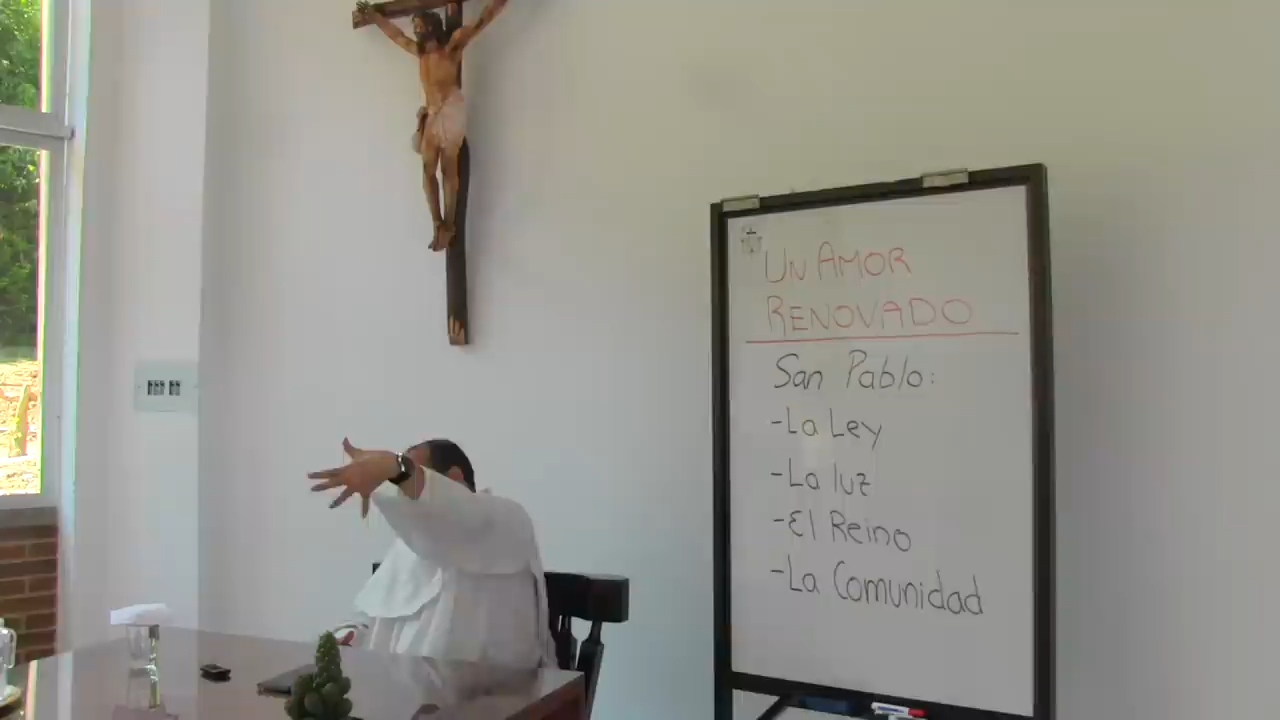 UN AMOR
RENOVADO
San Pablo:
-La Ley
-La luz
-El Reino
-La Comunidad